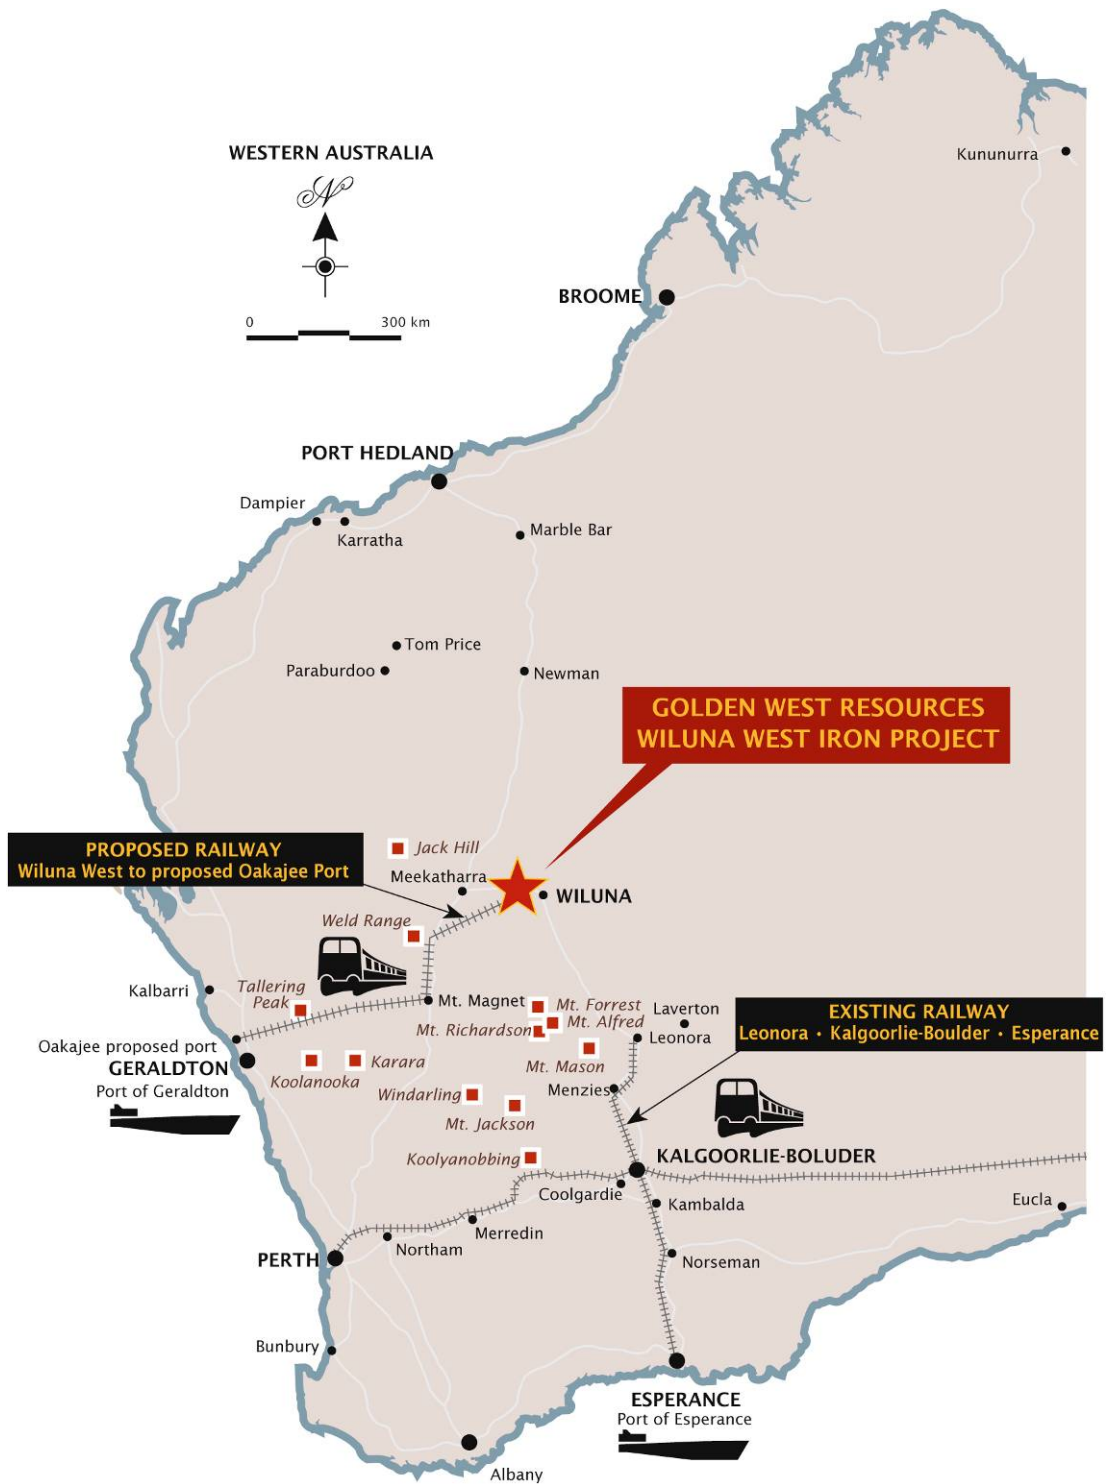 WESTERN AUSTRALIA
N
0 300 km
Kununurra
BROOME
PORT HEDLAND
Dampier
Karratha
Marble Bar
Tom Price
Paraburdoo
Newman
GOLDEN WEST RESOURCES
WILUNA WEST IRON PROJECT
PROPOSED RAILWAY
Wiluna West to proposed Oakajee Port
Jack Hill
Meekatharra
WILUNA
Weld Range
Kalbarri
Tallering
Peak
Mt. Magnet
Mt. Forrest
Mt. Alfred
Mt. Richardson
Laverton
Leonora
EXISTING RAILWAY
Leonora • Kalgoorlie-Boulder • Esperance
Oakajee proposed port
GERALDTON
Port of Geraldton
Koolanooka
Karara
Mt. Mason
Menzies
Windarling
Mt. Jackson
Koolyanobbing
KALGOORLIE-BOLUDER
Coolgardie
Kambalda
Eucla
Merredin
Northam
PERTH
Norseman
Bunbury
ESPERANCE
Port of Esperance
Albany